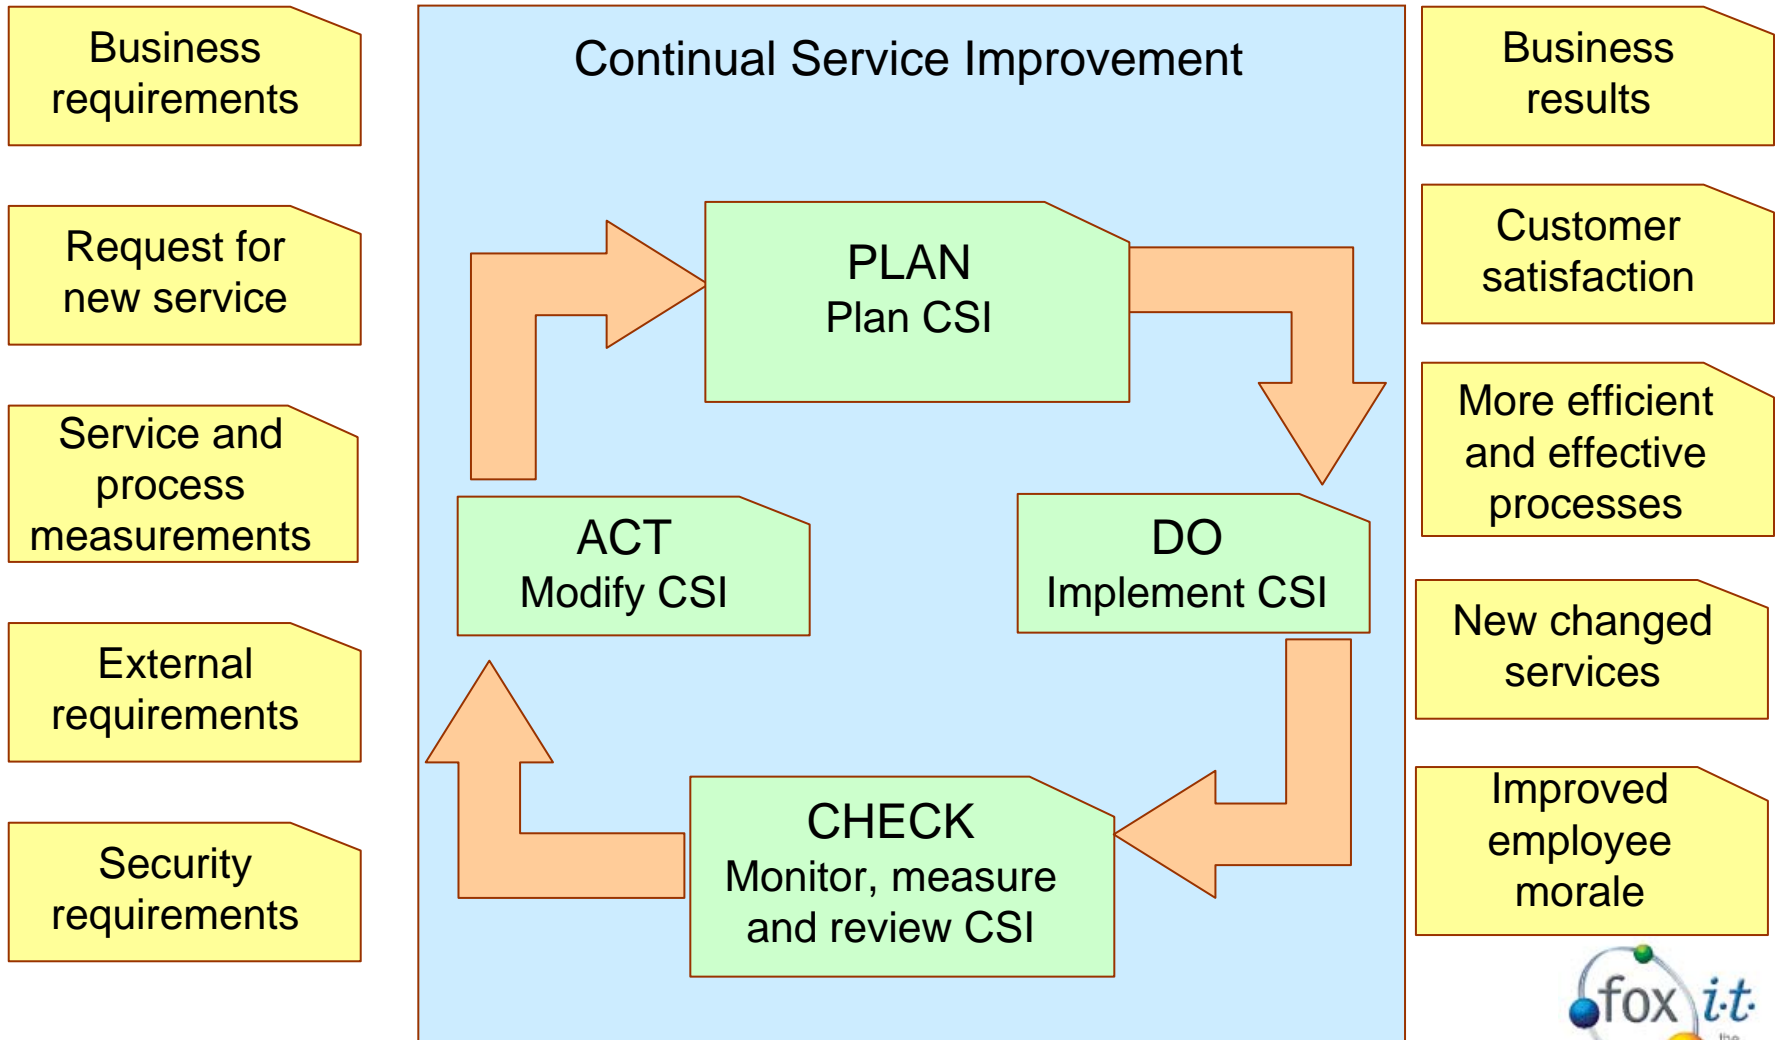 Business
requirements
Request for
new service
Service and
process
measurements
External
requirements
Security
requirements
Continual Service Improvement
PLAN
Plan CSI
DO
Implement CSI
CHECK
Monitor, measure
and review CSI
ACT
Modify CSI
Business
results
Customer
satisfaction
More efficient
and effective
processes
New changed
services
Improved
employee
morale
fox i·t·
the